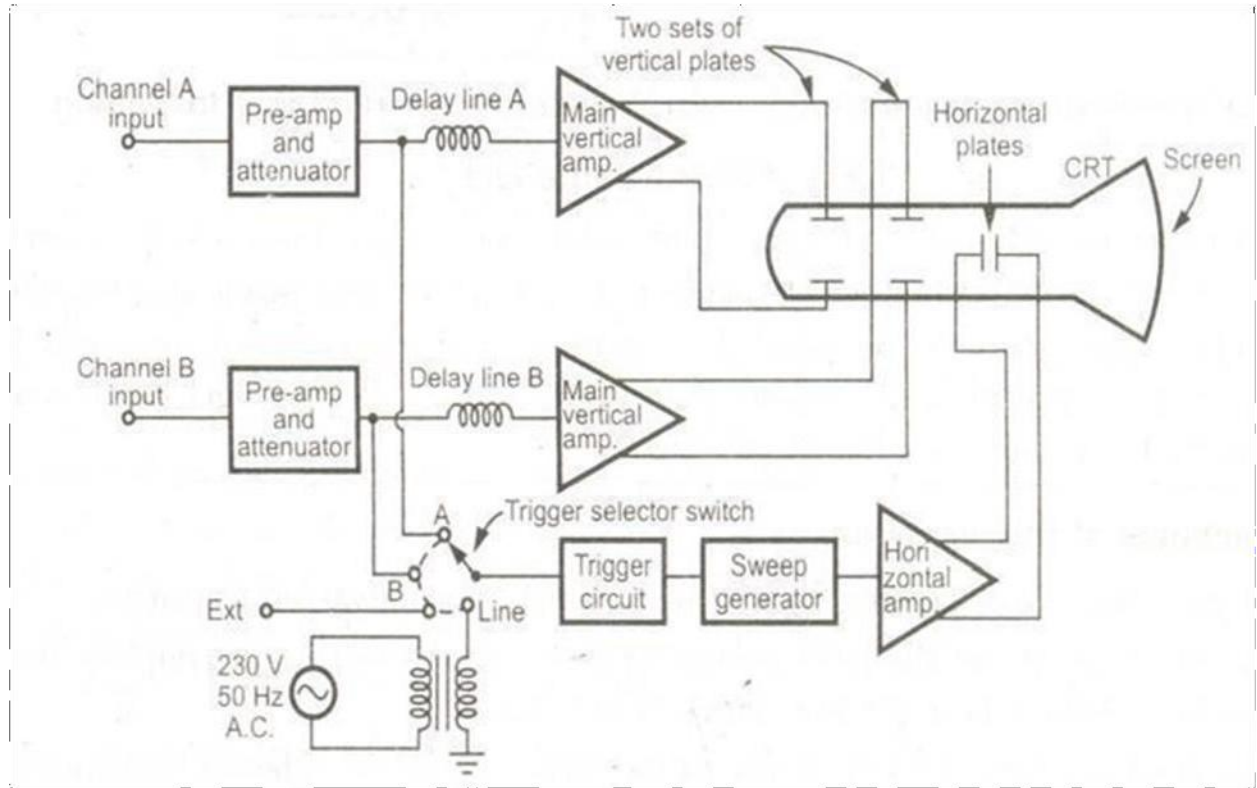 Two sets of
vertical plates
Channel A
input
Pre-amp
and
attenuator
Delay line A
Main
vertical
amp.
Horizontal
plates
CRT
Screen
Channel B
input
Pre-amp
and
attenuator
Delay line B
Main
vertical
amp.
A
Trigger selector switch
B
Ext
Line
Trigger
circuit
Sweep
generator
Hori
zontal
amp.
230 V
50 Hz
A.C.